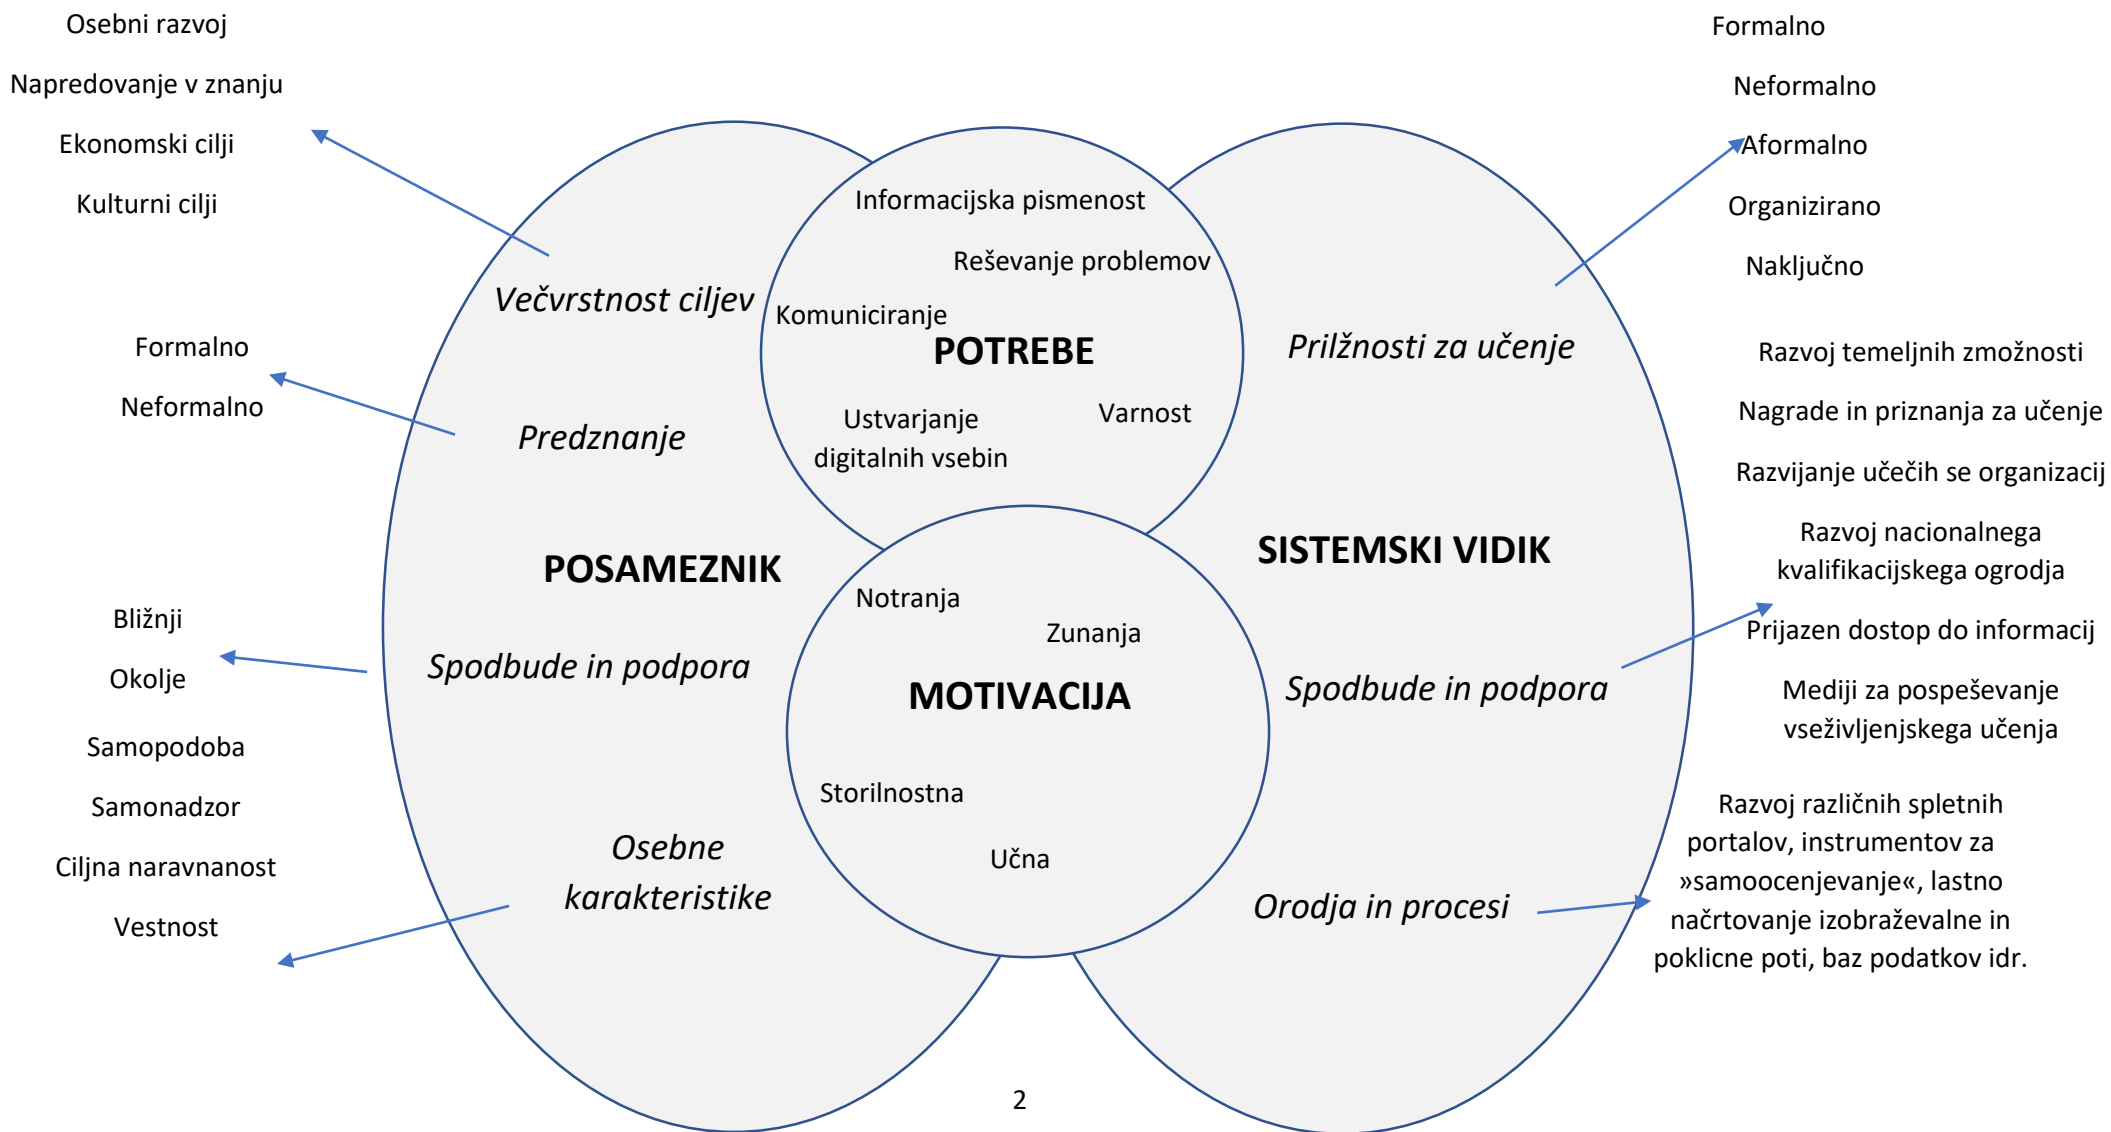 Osebni razvoj
Napredovanje v znanju
Ekonomski cilji
Kulturni cilji
Formalno
Neformalno
Bližnji
Okolje
Samopodoba
Samonadzor
Ciljna naravnanost
Vestnost
Večvrstnost ciljev
Predznanje
POSAMEZNIK
Spodbude in podpora
Osebne
karakteristike
Informacijska pismenost
Reševanje problemov
Komuniciranje
POTREBE
Varnost
Ustvarjanje
digitalnih vsebin
Notranja
Zunanja
MOTIVACIJA
Storilnostna
Učna
Prilžnosti za učenje
SISTEMSKI VIDIK
Spodbude in podpora
Orodja in procesi
Formalno
Neformalno
Aformalno
Organizirano
Naključno
Razvoj temeljnih zmožnosti
Nagrade in priznanja za učenje
Razvijanje učečih se organizacij
Razvoj nacionalnega
kvalifikacijskega ogrodja
Prijazen dostop do informacij
Mediji za pospeševanje
vseživljenjskega učenja
Razvoj različnih spletnih
portalov, instrumentov za
»samoocenjevanje«, lastno
načrtovanje izobraževalne in
poklicne poti, baz podatkov idr.
2